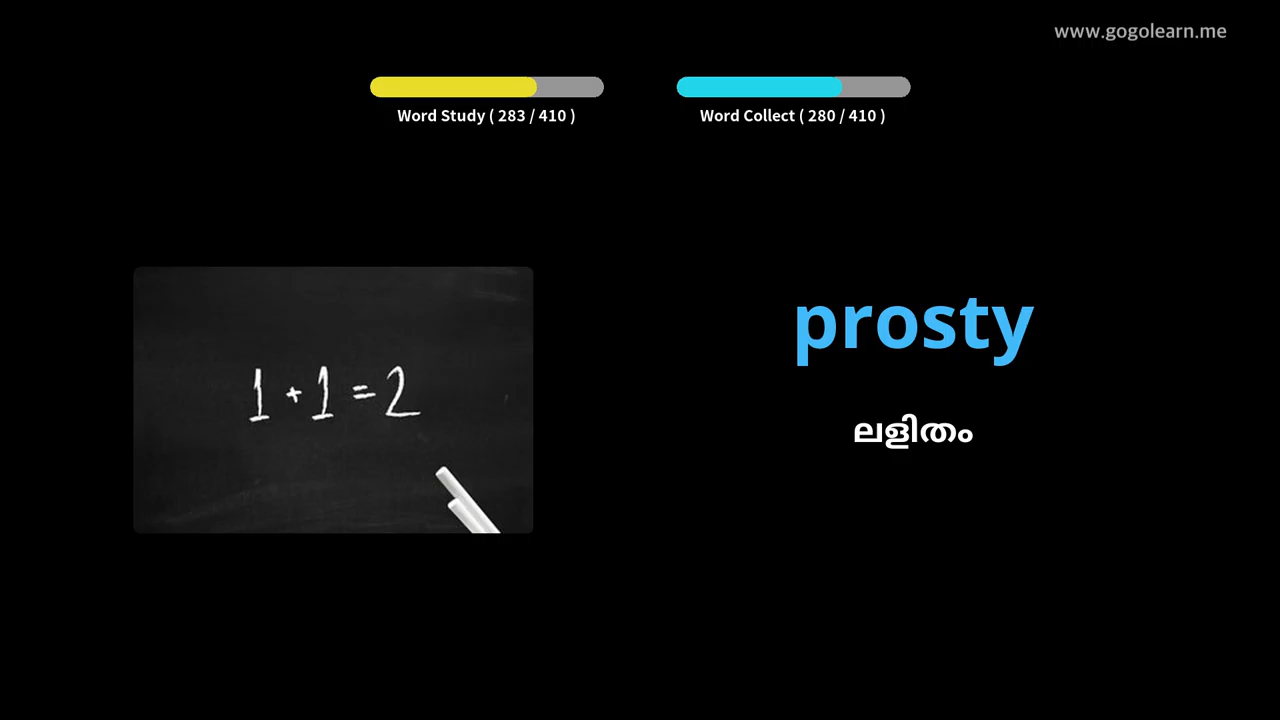 www.gogolearn.me
Word Study ( 283 / 410 )
Word Collect ( 280 / 410 )
1 + 1 = 2
prosty
ലളിതം